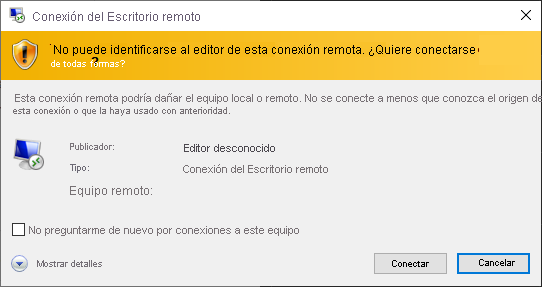 Conexión del Escritorio remoto
No puede identificarse al editor de esta conexión remota. ¿Quiere conectarse
de todas formas?
?
Esta conexión remota podría dañar el equipo local o remoto. No se conecte a menos que conozca el origen de
esta conexión o que la haya usado con anterioridad.
Publicador: Editor desconocido
Tipo: Conexión del Escritorio remoto
Equipo remoto:
No preguntarme de nuevo por conexiones a este equipo
Mostrar detalles Conectar Cancelar